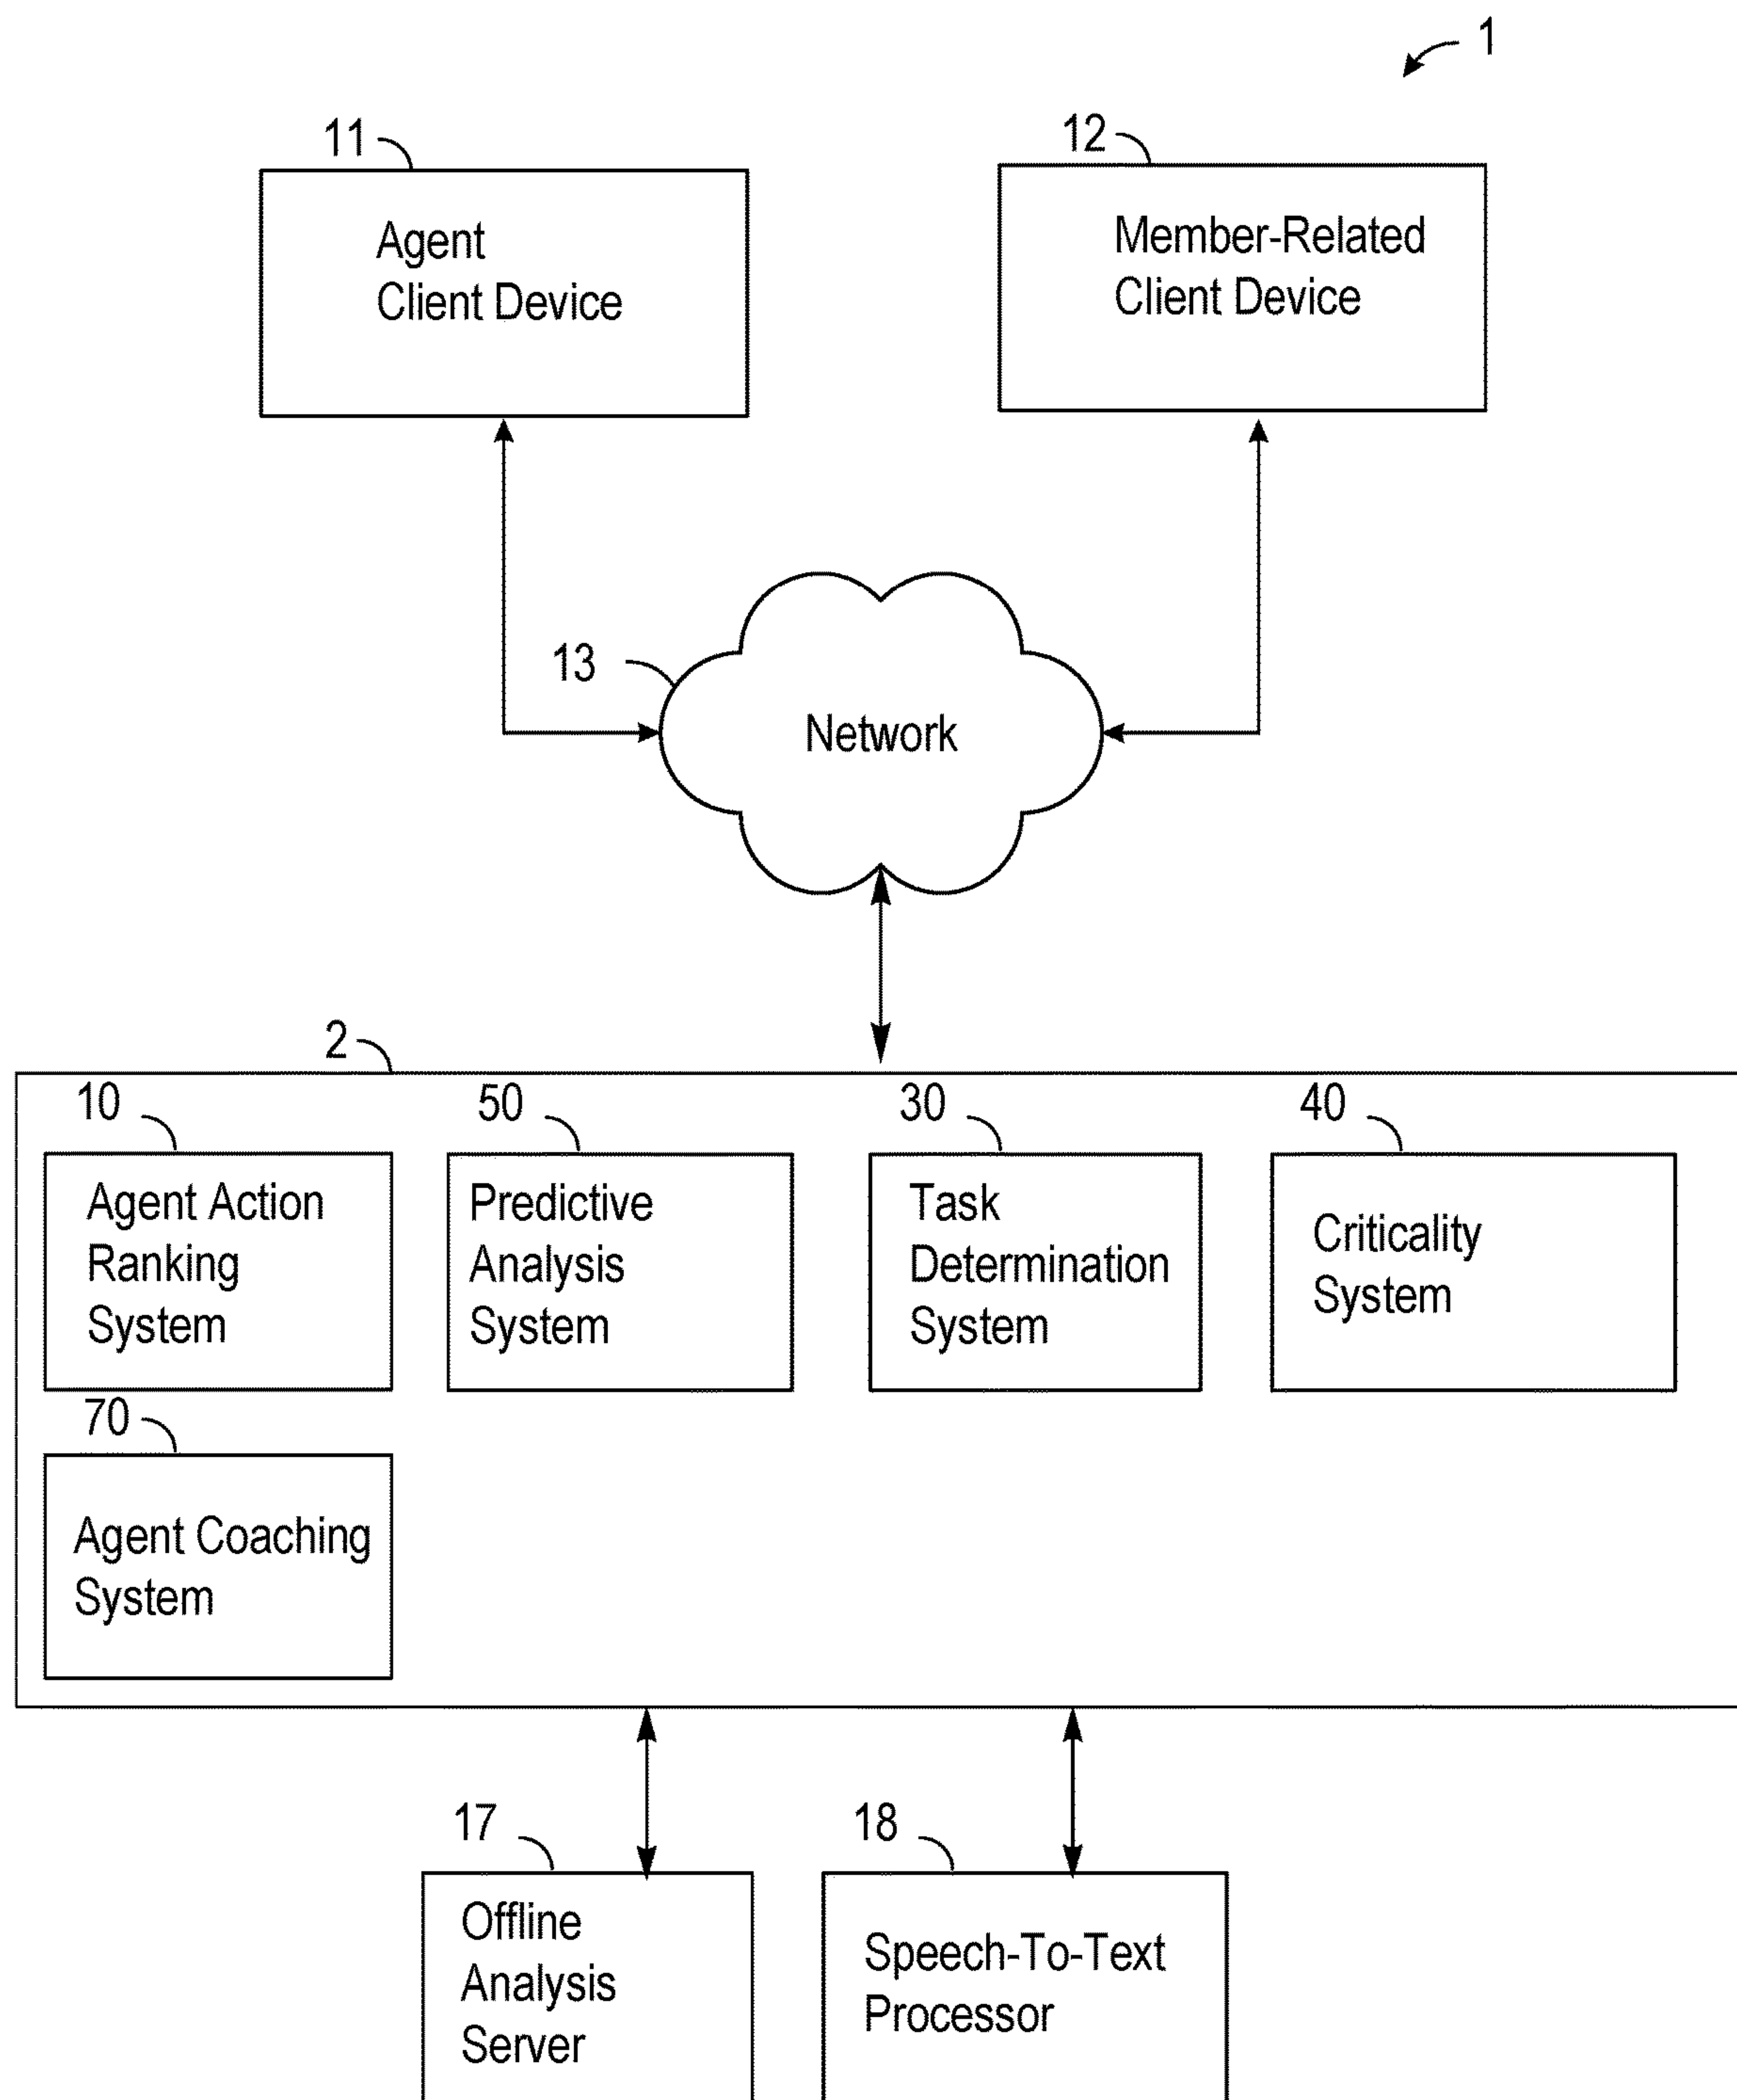 1
11
12
Agent
Client Device
Member-Related
Client Device
13
Network
2
10
50
30
40
Agent Action
Ranking
System
Predictive
Analysis
System
Task
Determination
System
Criticality
System
70
Agent Coaching
System
17
18
Offline
Analysis
Server
Speech-To-Text
Processor